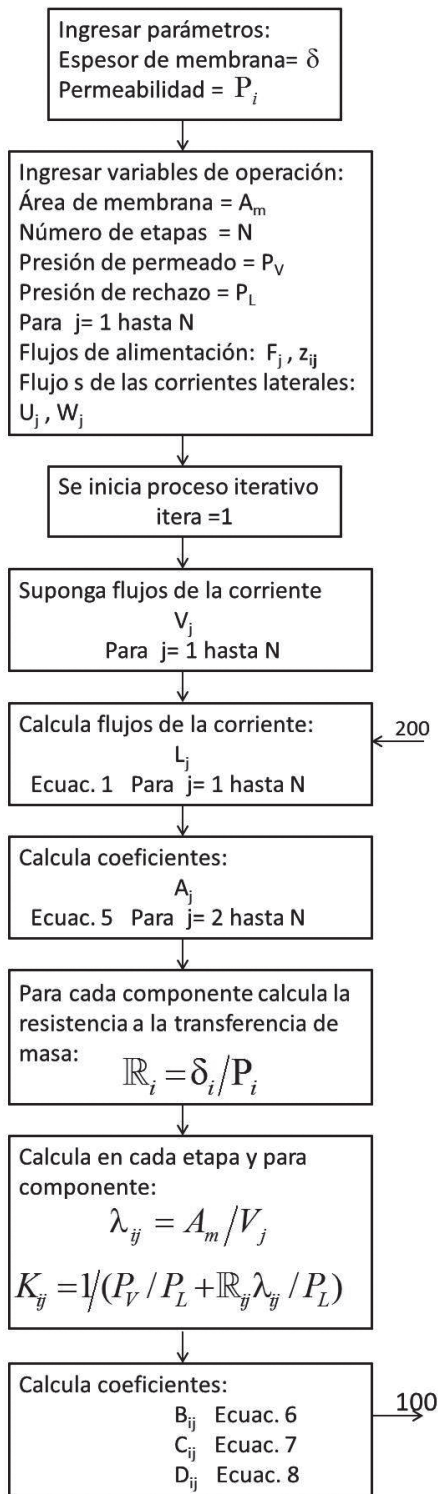 Ingresar parámetros:
Espesor de membrana= δ
Permeabilidad = P_i
Ingresar variables de operación:
Área de membrana = A_m
Número de etapas = N
Presión de permeado = P_V
Presión de rechazo = P_L
Para j= 1 hasta N
Flujos de alimentación: F_j , z_ij
Flujo s de las corrientes laterales:
U_j , W_j
Se inicia proceso iterativo
itera =1
Suponga flujos de la corriente
V_j
Para j= 1 hasta N
Calcula flujos de la corriente:
200
L_j
Ecuac. 1 Para j= 1 hasta N
Calcula coeficientes:
A_j
Ecuac. 5 Para j= 2 hasta N
Para cada componente calcula la
resistencia a la transferencia de
masa:
ℝ_i = δ_i/P_i
Calcula en cada etapa y para
componente:
λ_ij = A_m/V_j
K_ij = 1/(P_V / P_L + ℝ_ij λ_ij / P_L)
Calcula coeficientes:
100
B_ij Ecuac. 6
C_ij Ecuac. 7
D_ij Ecuac. 8